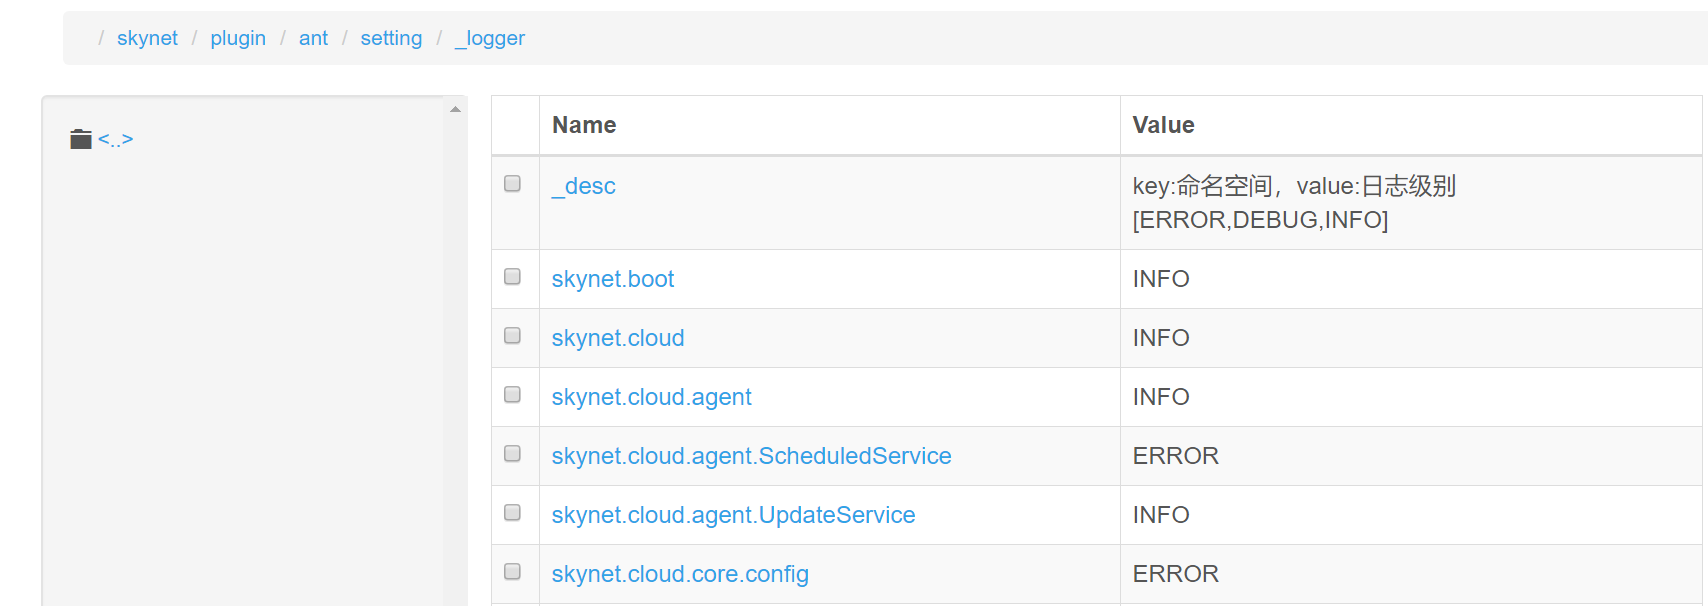 / skynet / plugin / ant / setting / _logger
<..>
Name Value
_desc key:命名空间，value:日志级别
[ERROR,DEBUG,INFO]
skynet.boot INFO
skynet.cloud INFO
skynet.cloud.agent INFO
skynet.cloud.agent.ScheduledService ERROR
skynet.cloud.agent.UpdateService INFO
skynet.cloud.core.config ERROR